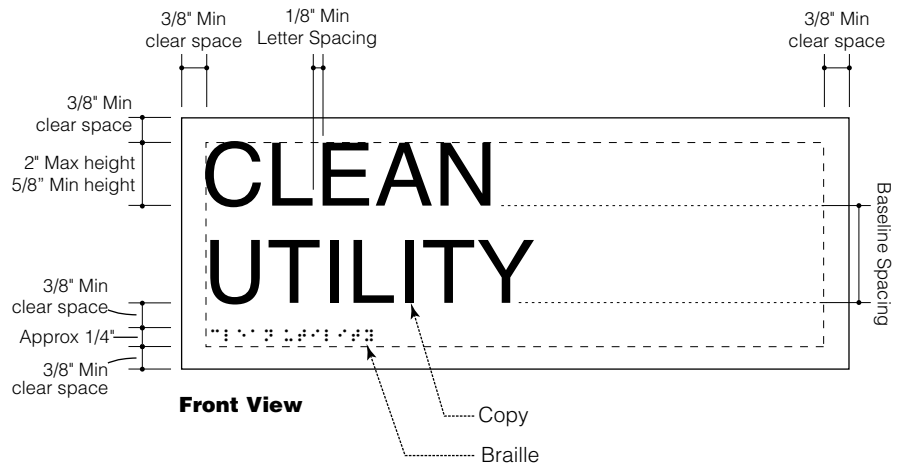 3/8" Min
clear space
1/8" Min
Letter Spacing
3/8" Min
clear space
3/8" Min
clear space
2" Max height
5/8” Min height
CLEAN
UTILITY
Baseline Spacing
3/8" Min
clear space
Approx 1/4"
3/8" Min
clear space
Front View
Copy
Braille